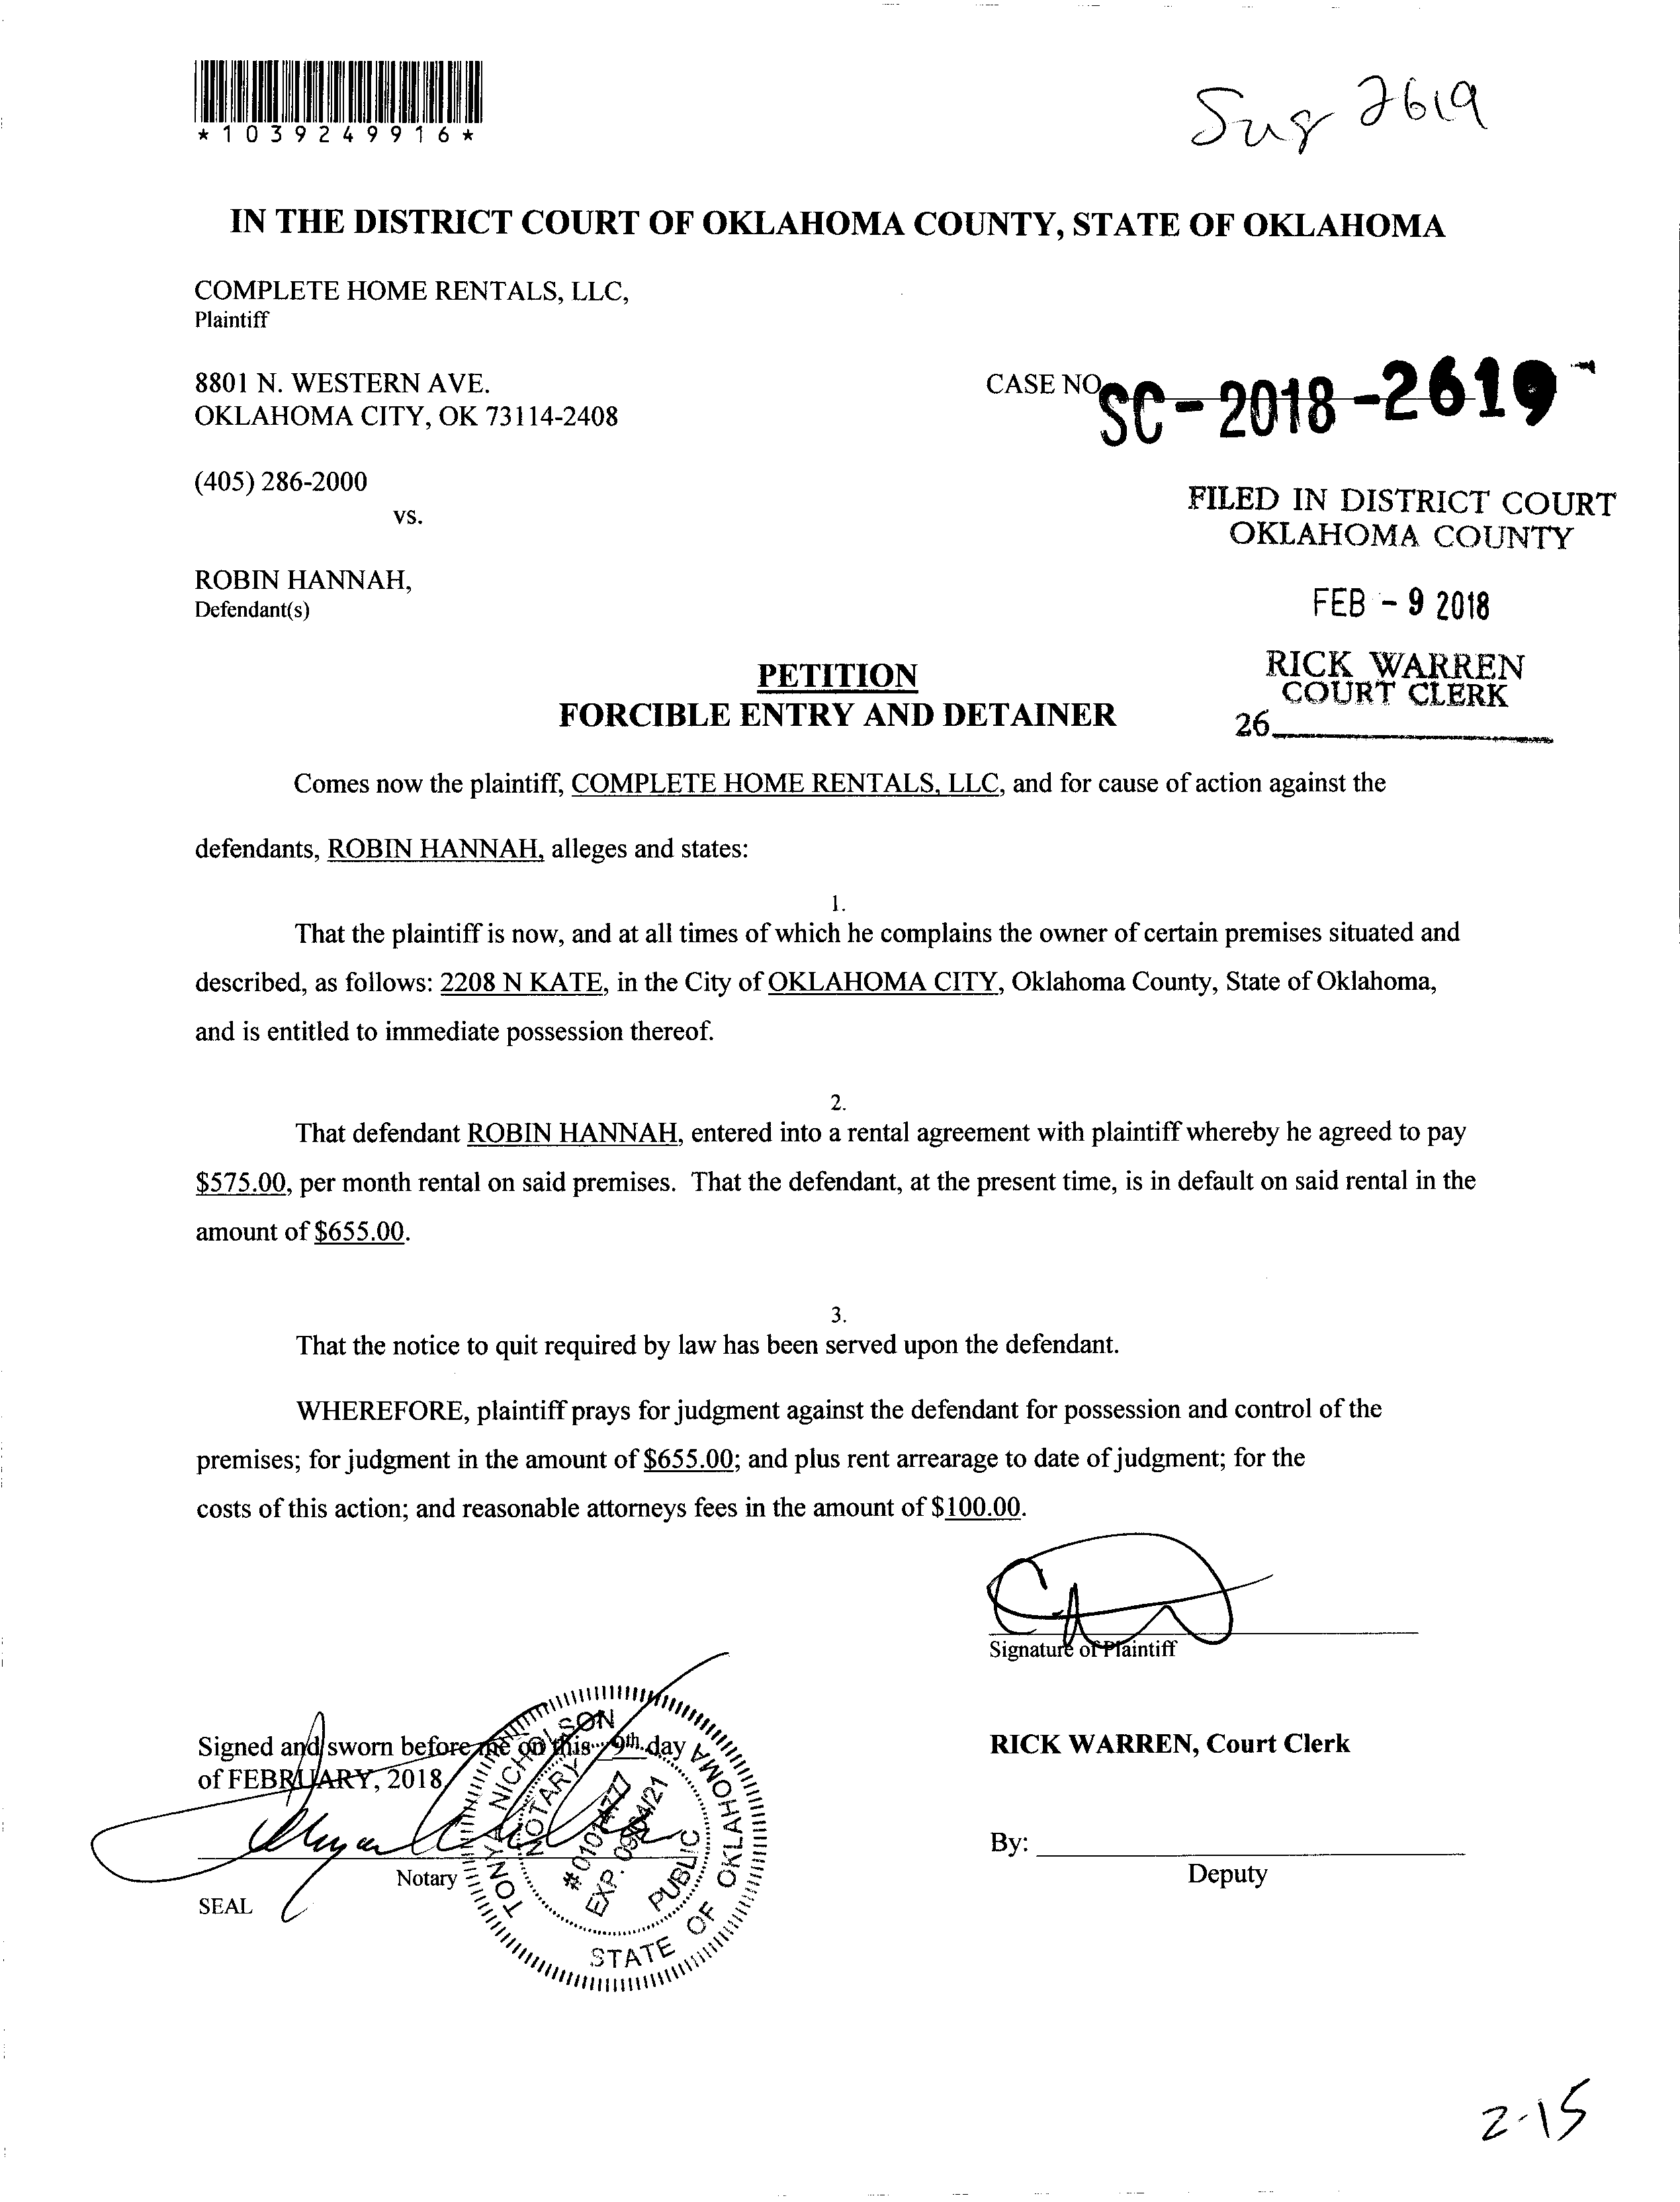 *1039249916*
2619
IN THE DISTRICT COURT OF OKLAHOMA COUNTY, STATE OF OKLAHOMA
COMPLETE HOME RENTALS, LLC,
Plaintiff
8801 N. WESTERN AVE.
OKLAHOMA CITY, OK 73114-2408
CASE NO. SC-2018-2619
(405) 286-2000
vs.
FILED IN DISTRICT COURT
OKLAHOMA COUNTY
ROBIN HANNAH,
Defendant(s)
FEB - 9 2018
RICK WARREN
COURT CLERK
26
PETITION
FORCIBLE ENTRY AND DETAINER
Comes now the plaintiff, COMPLETE HOME RENTALS, LLC, and for cause of action against the
defendants, ROBIN HANNAH, alleges and states:
1.
That the plaintiff is now, and at all times of which he complains the owner of certain premises situated and
described, as follows: 2208 N KATE, in the City of OKLAHOMA CITY, Oklahoma County, State of Oklahoma,
and is entitled to immediate possession thereof.
2.
That defendant ROBIN HANNAH, entered into a rental agreement with plaintiff whereby he agreed to pay
$575.00, per month rental on said premises. That the defendant, at the present time, is in default on said rental in the
amount of $655.00.
3.
That the notice to quit required by law has been served upon the defendant.
WHEREFORE, plaintiff prays for judgment against the defendant for possession and control of the
premises; for judgment in the amount of $655.00; and plus rent arrearage to date of judgment; for the
costs of this action; and reasonable attorneys fees in the amount of $100.00.
Signature of Plaintiff
Signed and sworn before me on this 9th day
of FEBRUARY, 2018
Notary
SEAL
TONYA NICHOLSON
NOTARY PUBLIC
#01014777
EXP. 09/04/21
STATE OF OKLAHOMA
RICK WARREN, Court Clerk
By:
Deputy
2-15